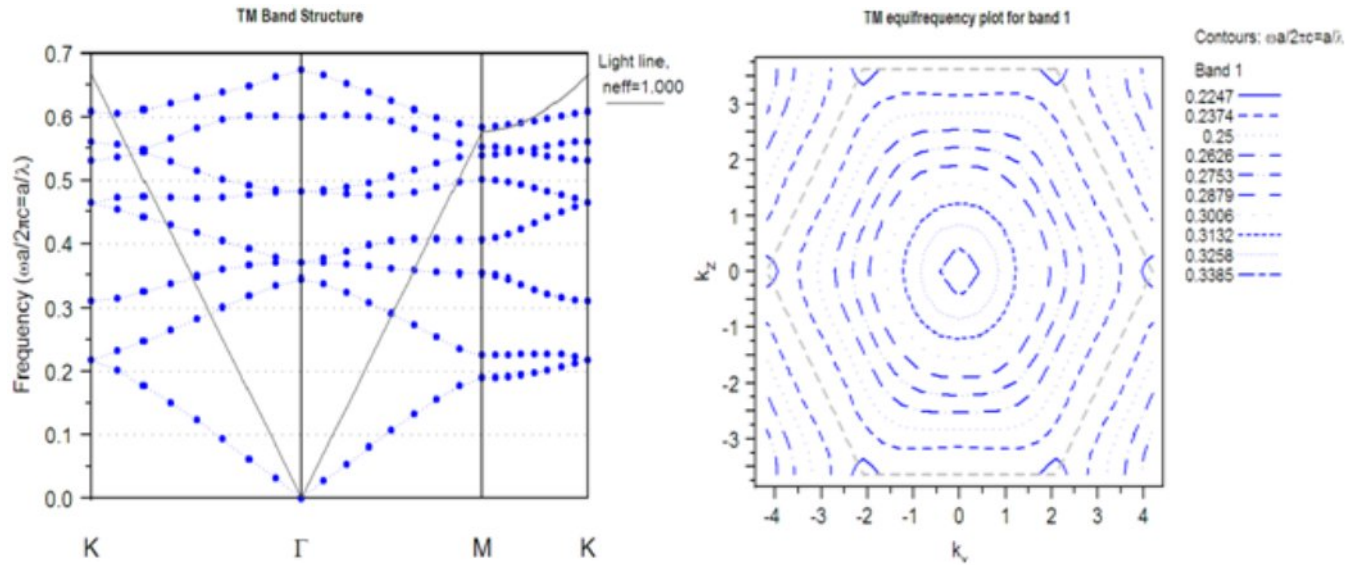 TM Band Structure
Frequency (ωa/2πc=a/λ)
0.7
0.6
0.5
0.4
0.3
0.2
0.1
0.0
K
Γ
M
K
Light line,
neff=1.000
TM equifrequency plot for band 1
k_z
3
2
1
0
-1
-2
-3
-4
-3
-2
-1
0
1
2
3
4
Contours: ωa/2πc=a/λ
Band 1
0.2247
0.2374
0.25
0.2626
0.2753
0.2879
0.3006
0.3132
0.3258
0.3385